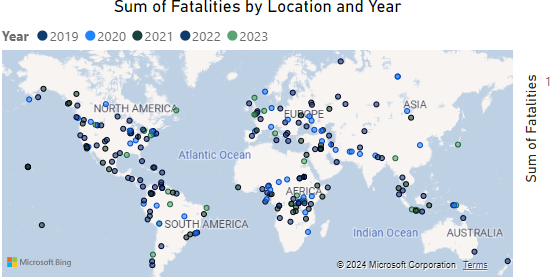 Sum of Fatalities by Location and Year
Year 2019 2020 2021 2022 2023
NORTH AMERICA
EUROPE
ASIA
Atlantic Ocean
AFRICA
SOUTH AMERICA
Indian Ocean
AUSTRALIA
Microsoft Bing
© 2024 Microsoft Corporation Terms
Sum of Fatalities
1